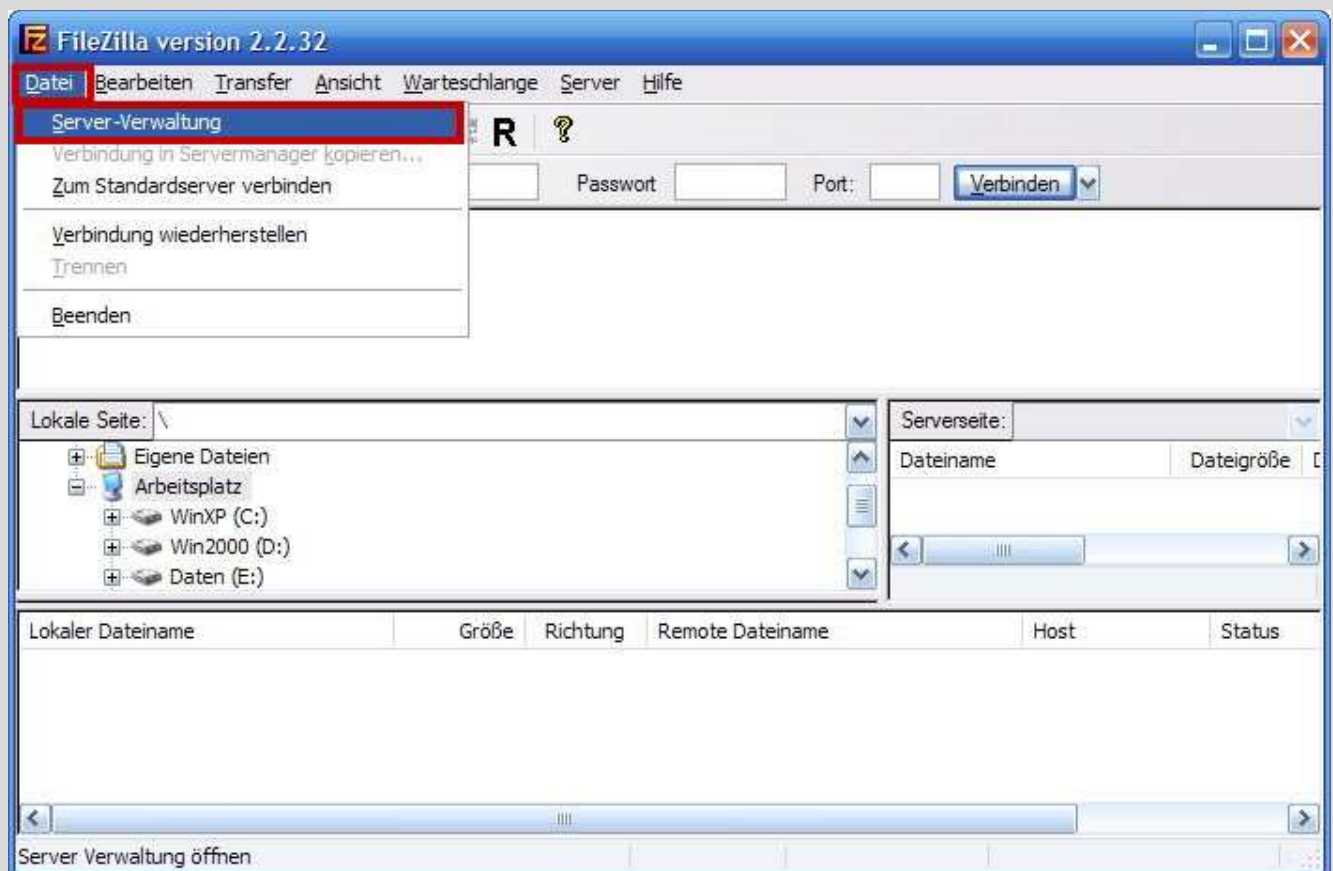 FileZilla version 2.2.32
Datei Bearbeiten Transfer Ansicht Warteschlange Server Hilfe
Server-Verwaltung
R ?
Verbindung in Servermanager kopieren...
Zum Standardserver verbinden
Passwort Port: Verbinden
Verbindung wiederherstellen
Trennen
Beenden
Lokale Seite: \
Serverseite:
Eigene Dateien
Arbeitsplatz
WinXP (C:)
Win2000 (D:)
Daten (E:)
Dateiname Dateigröße
Lokaler Dateiname Größe Richtung Remote Dateiname Host Status
Server Verwaltung öffnen